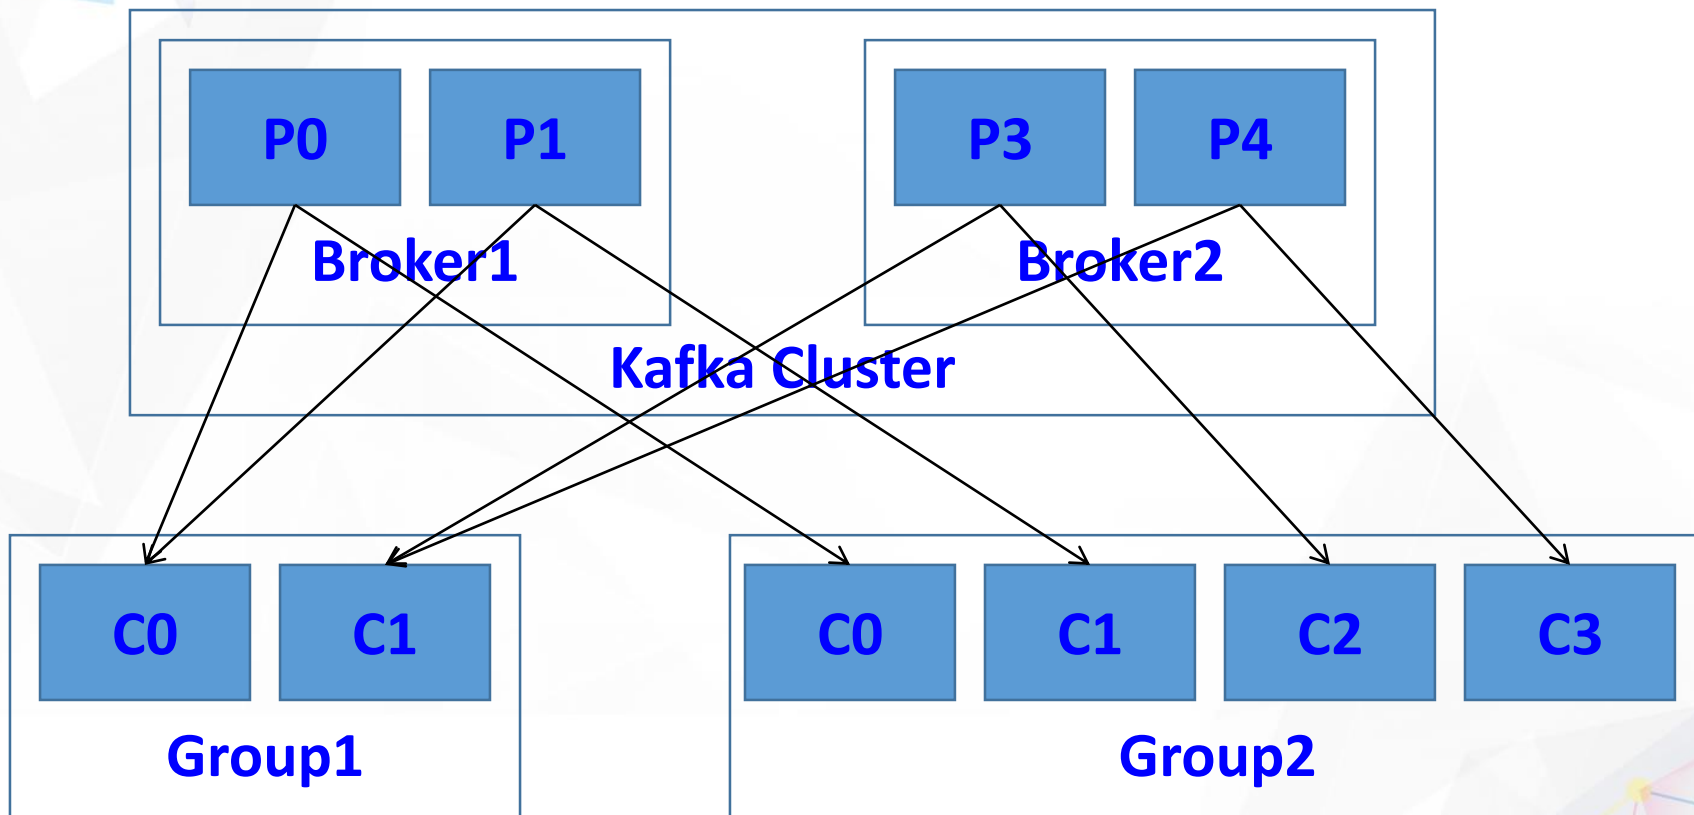 P0 P1 P3 P4
Broker1 Broker2
Kafka Cluster
C0 C1 C0 C1 C2 C3
Group1 Group2